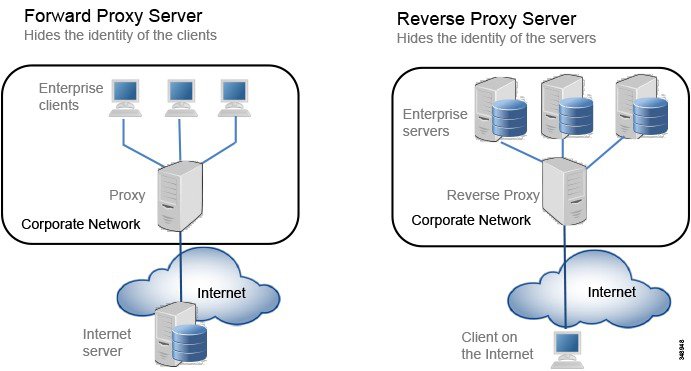 Forward Proxy Server
Hides the identity of the clients
Enterprise
clients
Proxy
Corporate Network
Internet
Internet
server
Reverse Proxy Server
Hides the identity of the servers
Enterprise
servers
Reverse Proxy
Corporate Network
Internet
Client on
the Internet
348948